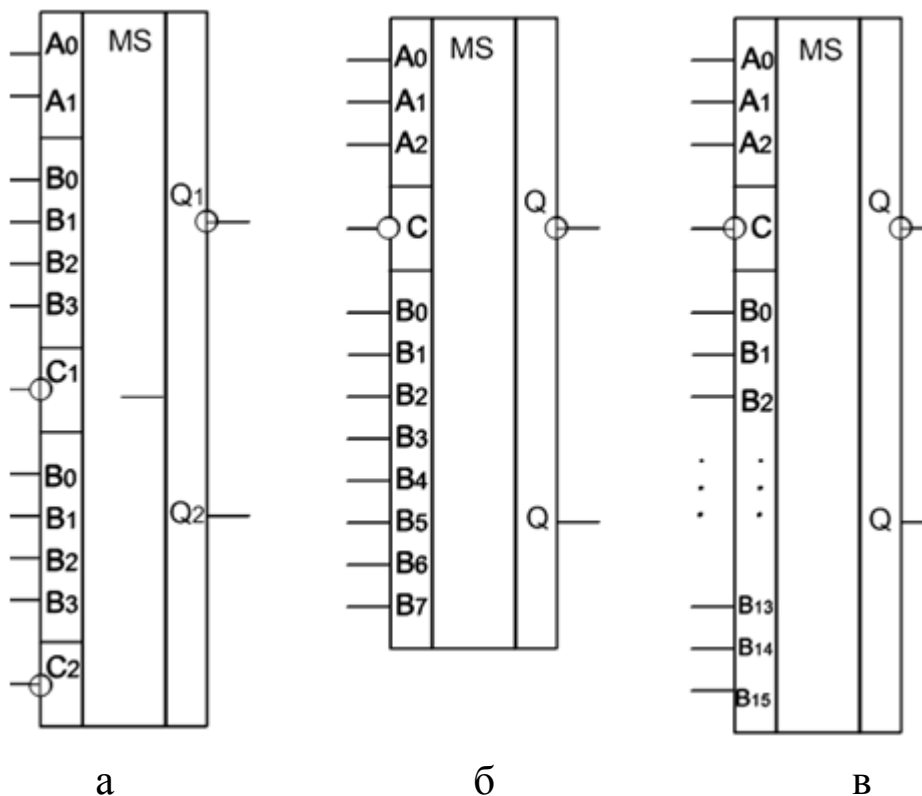 A0 MS
A1
B0
B1 Q1
B2
B3
C1
B0
B1 Q2
B2
B3
C2
A0 MS
A1
A2
C Q
B0
B1
B2
B3
B4
B5 Q
B6
B7
A0 MS
A1
A2
C Q
B0
B1
B2
Q
B13
B14
B15
а б в